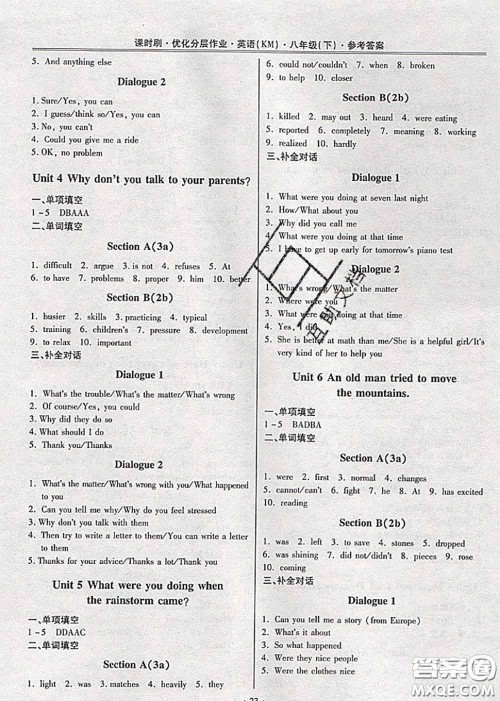 课时刷·优化分层作业·英语(KM)·八年级(下)·参考答案
5. And anything else
Dialogue 2
1. Sure/Yes, you can
2. I guess/think so/Yes, you can
3. No, you can't
4. Could you give me a ride
5. OK, no problem
Unit 4 Why don't you talk to your parents?
一、单项填空
1－5 DBAAA
二、单词填空
Section A(3a)
1. difficult 2. argue 3. is not 4. refuses 5. At
6. to have 7. problems 8. proper 9. him 10. better
Section B(2b)
1. busier 2. skills 3. practicing 4. typical
5. training 6. children's 7. pressure 8. development
9. to relax 10. important
三、补全对话
Dialogue 1
1. What's the trouble/What's the matter/What's wrong
2. Of course/Yes, you could
3. Why did they do so
4. What should I do
5. Thank you/Thanks
Dialogue 2
1. What's the matter/What's wrong with you/What happened
to you
2. Can you tell me why/Why do you feel stressed
3. Why don't you talk with them
4. Then try to write a letter to them/You can write a letter
to them
5. Thanks for your advice/Thanks a lot/Thank you
Unit 5 What were you doing when
the rainstorm came?
一、单项填空
1－5 DDAAC
二、单词填空
Section A(3a)
1. light 2. was 3. matches 4. heavily 5. they
6. could not/couldn't 7. when 8. broken
9. fallen 10. against
Section B(2b)
1. killed 2. may out 3. heard 4. were eating
5. reported 6. completely 7. meaning 8. working
9. realized 10. hardly
三、补全对话
Dialogue 1
1. What were you doing at seven last night
2. How/What about you
3. Why did you call me
4. What were you doing at that time
5. I have to get up early for tomorrow's piano test
Dialogue 2
1. What's wrong/What's the matter
2. Where were you
3. What were you doing at that time
4. Yes, I did
5. She is better at math than me/She is a helpful girl/It's
very kind of her to help you
Unit 6 An old man tried to move
the mountains.
一、单项填空
1－5 BADBA
二、单词填空
Section A(3a)
1. were 2. first 3. normal 4. changes
5. cannot/can't 6. fight 7. he 8. At 9. excited
10. reading
Section B(2b)
1. was 2. led 3. moonlight 4. stones 5. dropped
6. was shining 7. did not/didn't 8. pieces 9. rose
10. coming
三、补全对话
Dialogue 1
1. Can you tell me a story (from Europe)
2. What is it about
3. So what happened
4. Were the clothes nice
·23·
互助文档
答案圈
MXQE.COM